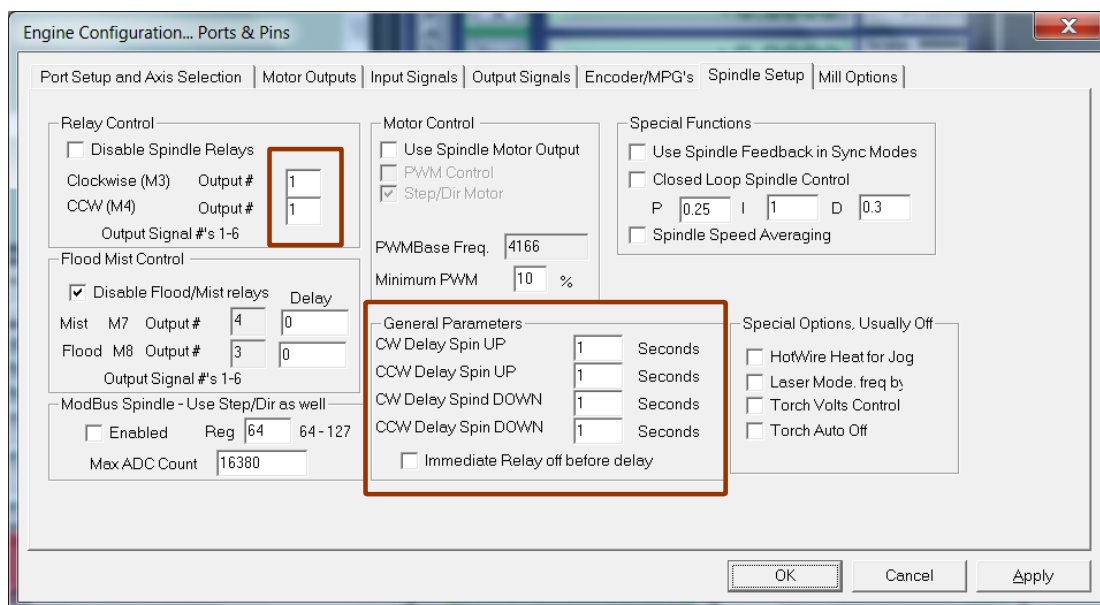 Engine Configuration... Ports & Pins
X
Port Setup and Axis Selection Motor Outputs Input Signals Output Signals Encoder/MPG's Spindle Setup Mill Options
Relay Control
Disable Spindle Relays
Clockwise (M3) Output # 1
CCW (M4) Output # 1
Output Signal #'s 1-6
Flood Mist Control
Disable Flood/Mist relays Delay
Mist M7 Output # 4 0
Flood M8 Output # 3 0
Output Signal #'s 1-6
ModBus Spindle - Use Step/Dir as well
Enabled Reg 64 64 - 127
Max ADC Count 16380
Motor Control
Use Spindle Motor Output
PWM Control
Step/Dir Motor
PWMBase Freq. 4166
Minimum PWM 10 %
General Parameters
CW Delay Spin UP 1 Seconds
CCW Delay Spin UP 1 Seconds
CW Delay Spind DOWN 1 Seconds
CCW Delay Spin DOWN 1 Seconds
Immediate Relay off before delay
Special Functions
Use Spindle Feedback in Sync Modes
Closed Loop Spindle Control
P 0.25 I 1 D 0.3
Spindle Speed Averaging
Special Options, Usually Off
HotWire Heat for Jog
Laser Mode. freq by
Torch Volts Control
Torch Auto Off
OK Cancel Apply